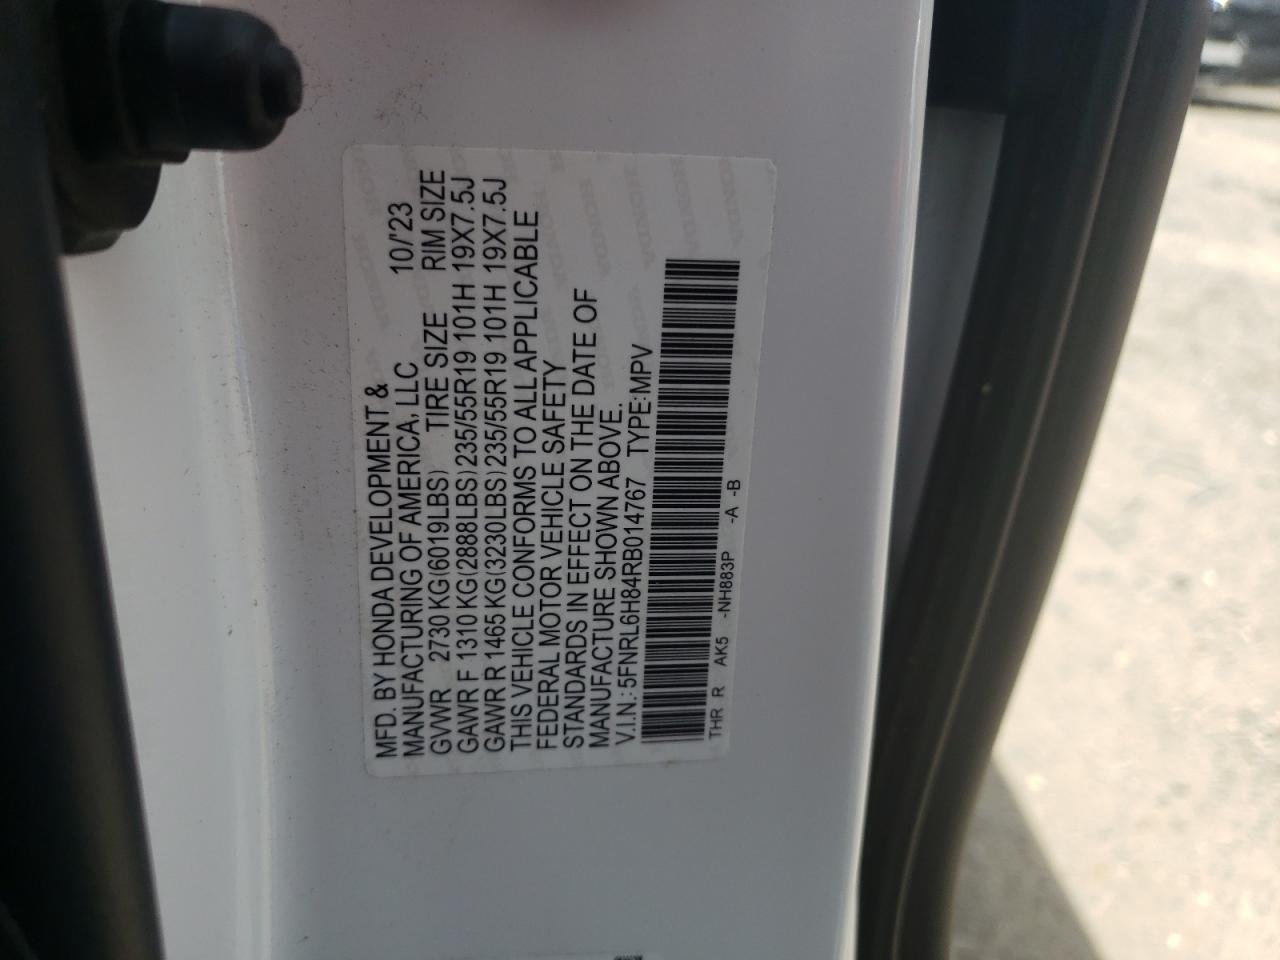 MFD. BY HONDA DEVELOPMENT &
MANUFACTURING OF AMERICA, LLC 10/'23
GVWR 2730 KG(6019LBS) TIRE SIZE RIM SIZE
GAWR F 1310 KG(2888LBS)235/55R19 101H 19X7.5J
GAWR R 1465 KG(3230LBS)235/55R19 101H 19X7.5J
THIS VEHICLE CONFORMS TO ALL APPLICABLE
FEDERAL MOTOR VEHICLE SAFETY
STANDARDS IN EFFECT ON THE DATE OF
MANUFACTURE SHOWN ABOVE.
V.I.N.: 5FNRL6H84RB014767 TYPE:MPV
THR R AK5 -NH883P -A -B